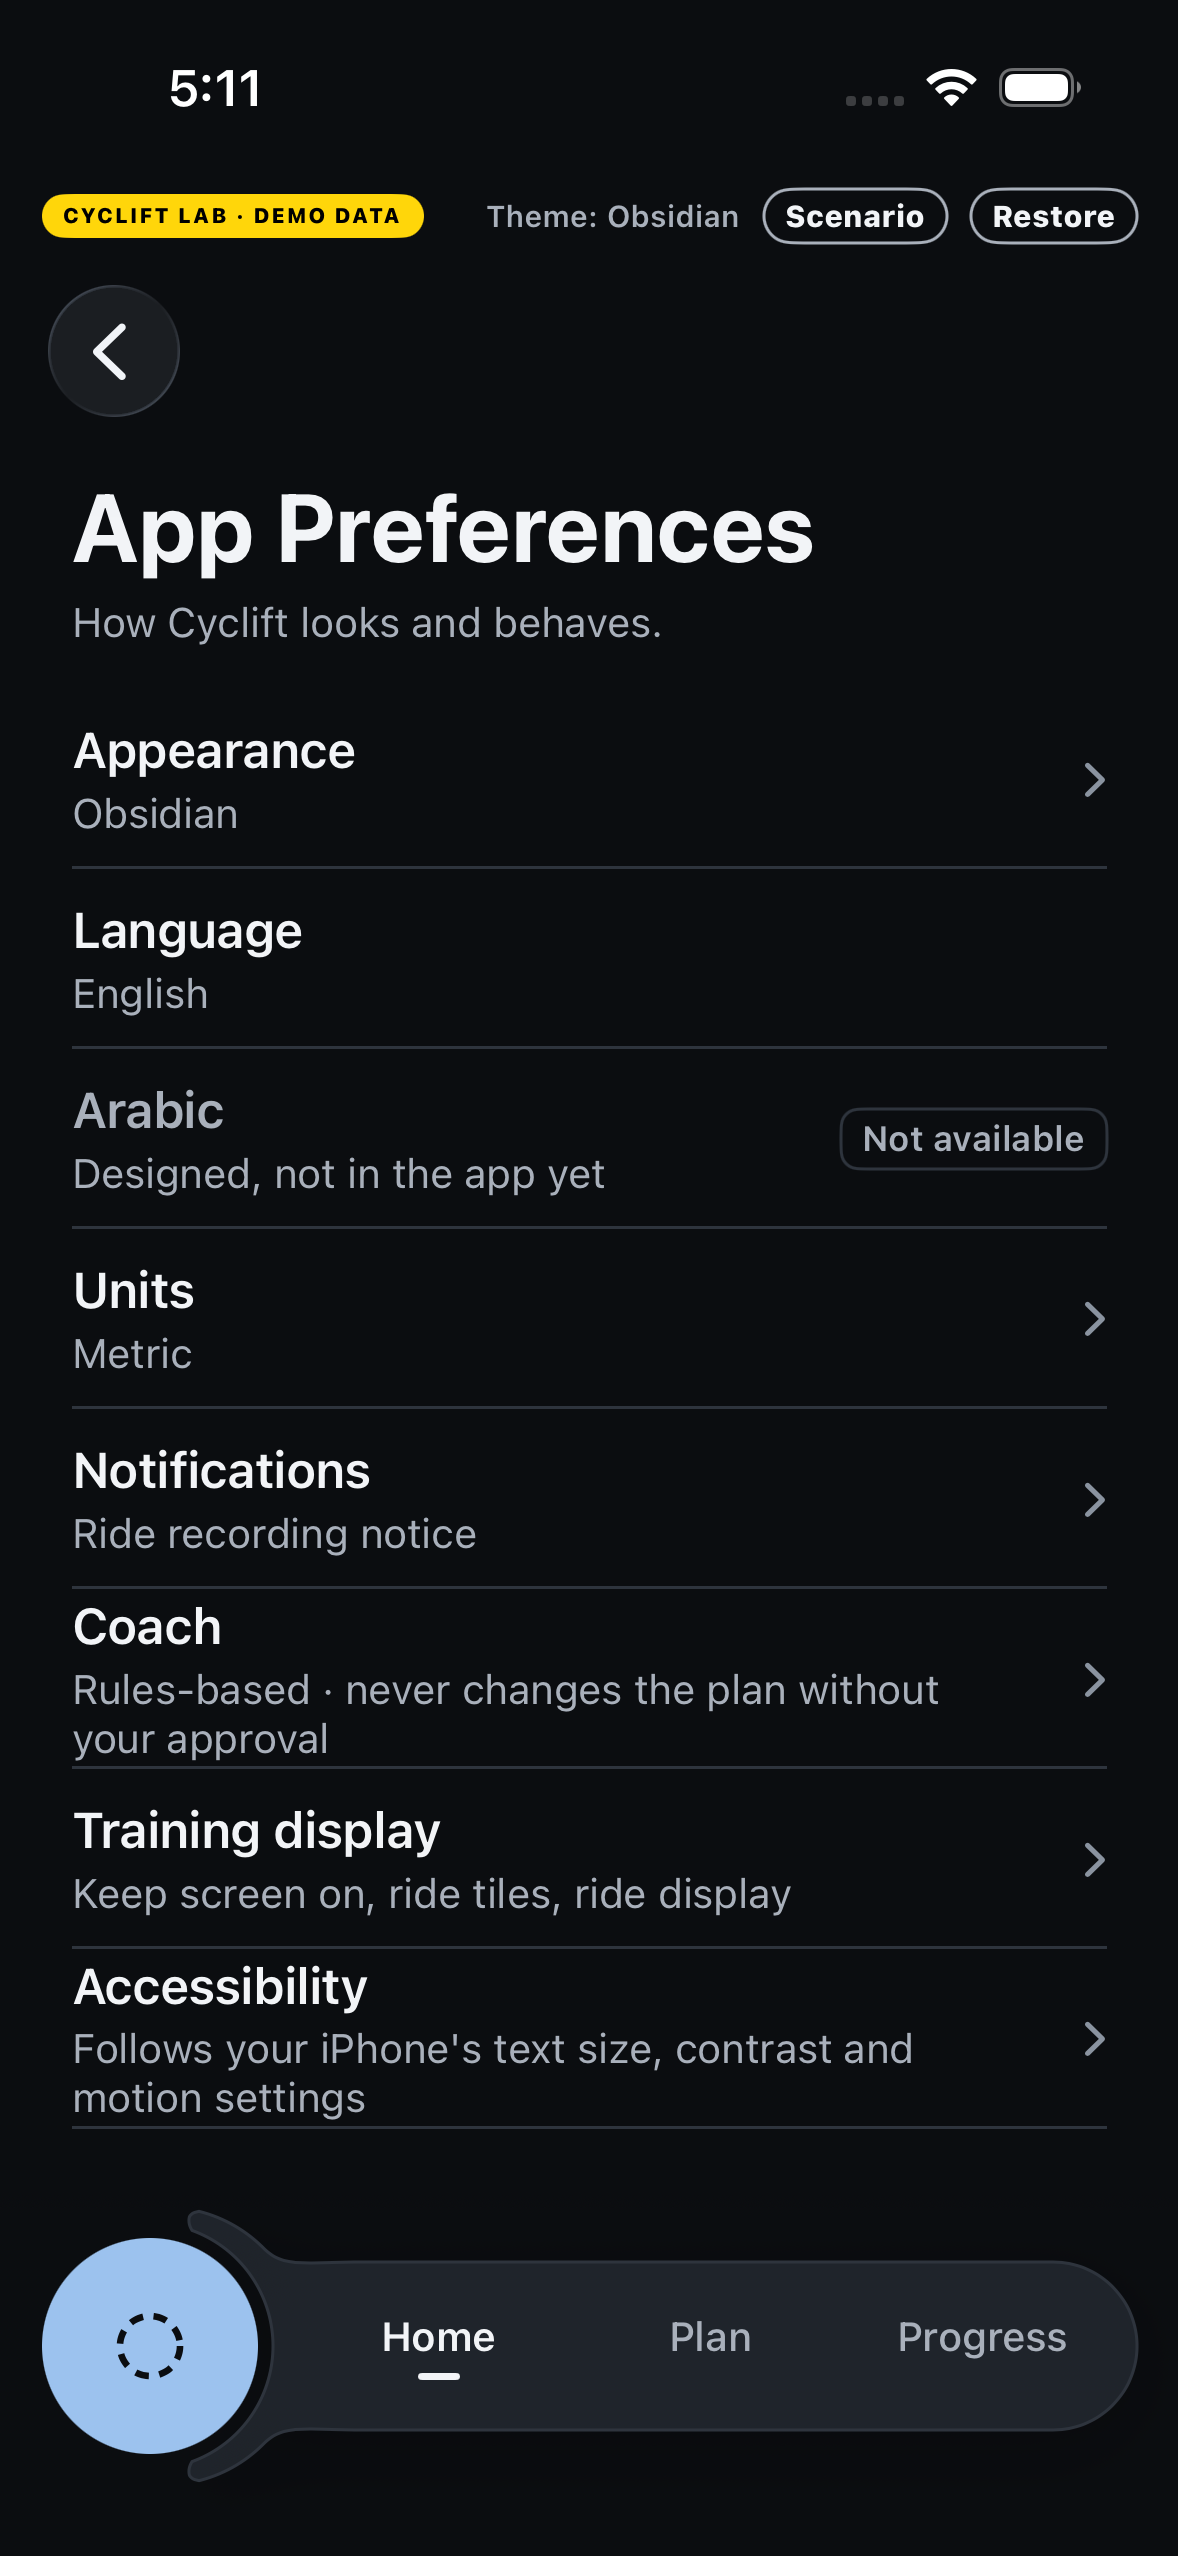 5:11
CYCLIFT LAB · DEMO DATA
Theme: Obsidian
Scenario
Restore
App Preferences
How Cyclift looks and behaves.
Appearance
Obsidian
Language
English
Arabic
Designed, not in the app yet
Not available
Units
Metric
Notifications
Ride recording notice
Coach
Rules-based · never changes the plan without
your approval
Training display
Keep screen on, ride tiles, ride display
Accessibility
Follows your iPhone's text size, contrast and
motion settings
Home
Plan
Progress